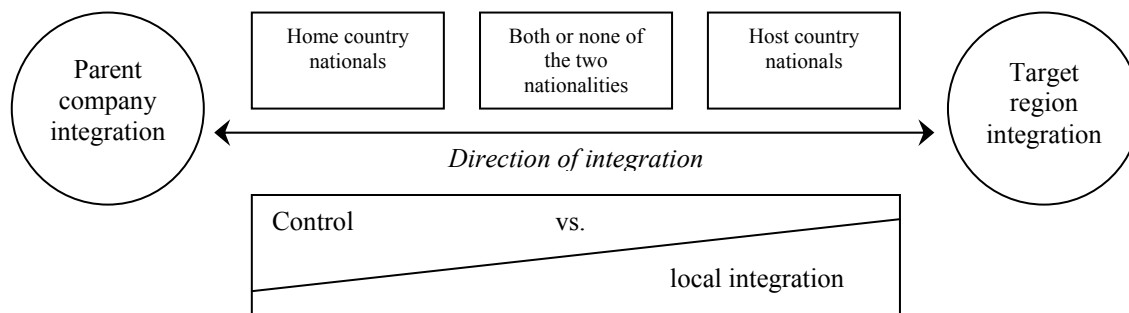 Parent
company
integration
Home country
nationals
Both or none of
the two
nationalities
Host country
nationals
Target
region
integration
Direction of integration
Control vs.
local integration